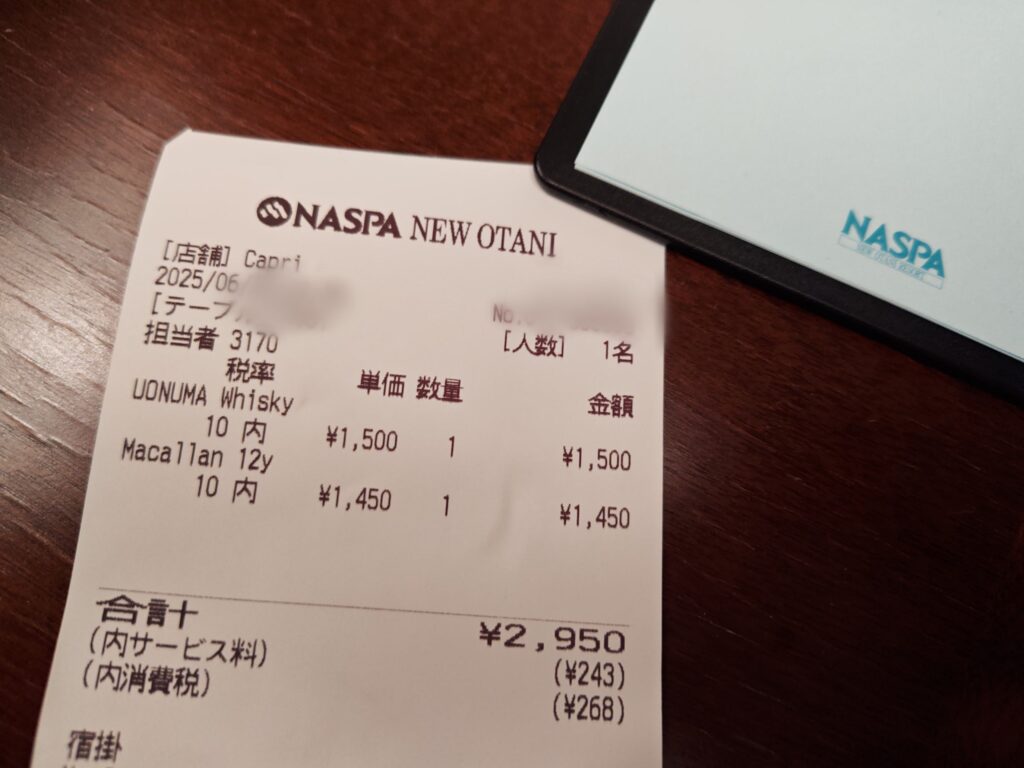 NASPA NEW OTANI
[店舗] Capri
2025/06
[テーブ
No.
担当者 3170
[人数] 1名
税率 単価 数量 金額
UONUMA Whisky
10 内 ¥1,500 1 ¥1,500
Macallan 12y
10 内 ¥1,450 1 ¥1,450
合計 ¥2,950
(内サービス料) (¥243)
(内消費税) (¥268)
宿掛
NASPA
NEW OTANI RESORT